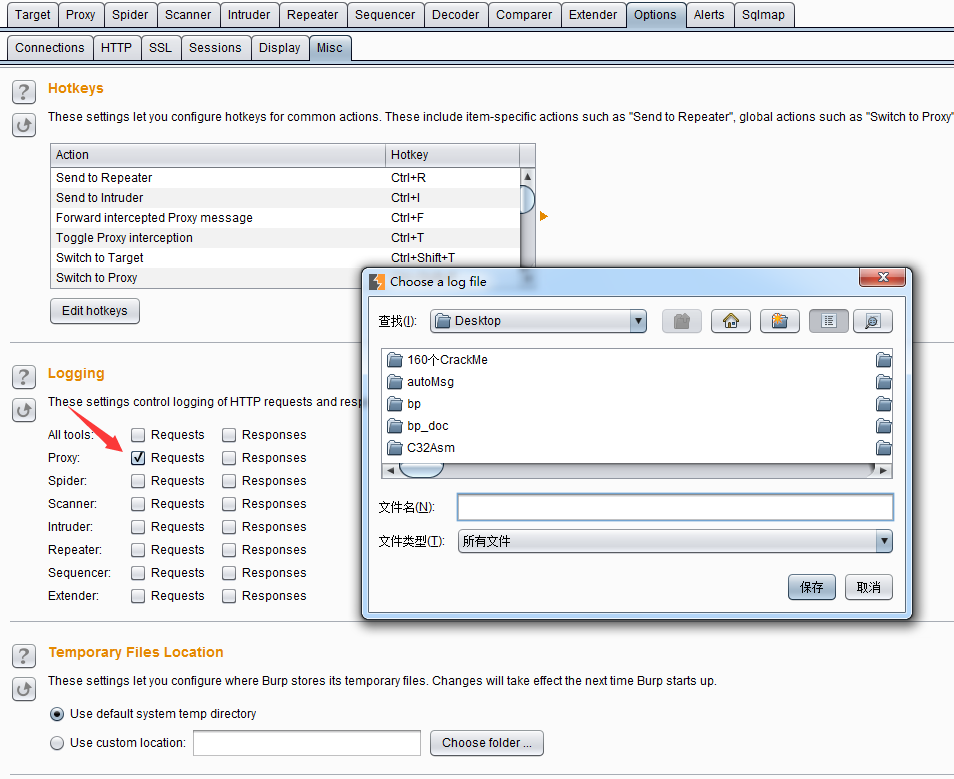 Target Proxy Spider Scanner Intruder Repeater Sequencer Decoder Comparer Extender Options Alerts Sqlmap
Connections HTTP SSL Sessions Display Misc
? Hotkeys
These settings let you configure hotkeys for common actions. These include item-specific actions such as "Send to Repeater", global actions such as "Switch to Proxy"
Action Hotkey
Send to Repeater Ctrl+R
Send to Intruder Ctrl+I
Forward intercepted Proxy message Ctrl+F
Toggle Proxy interception Ctrl+T
Switch to Target Ctrl+Shift+T
Switch to Proxy
Edit hotkeys
Choose a log file
查找(I): Desktop
160个CrackMe
autoMsg
bp
bp_doc
C32Asm
文件名(N):
文件类型(T): 所有文件
保存 取消
? Logging
These settings control logging of HTTP requests and resp
All tools: Requests Responses
Proxy: Requests Responses
Spider: Requests Responses
Scanner: Requests Responses
Intruder: Requests Responses
Repeater: Requests Responses
Sequencer: Requests Responses
Extender: Requests Responses
? Temporary Files Location
These settings let you configure where Burp stores its temporary files. Changes will take effect the next time Burp starts up.
Use default system temp directory
Use custom location: Choose folder ...